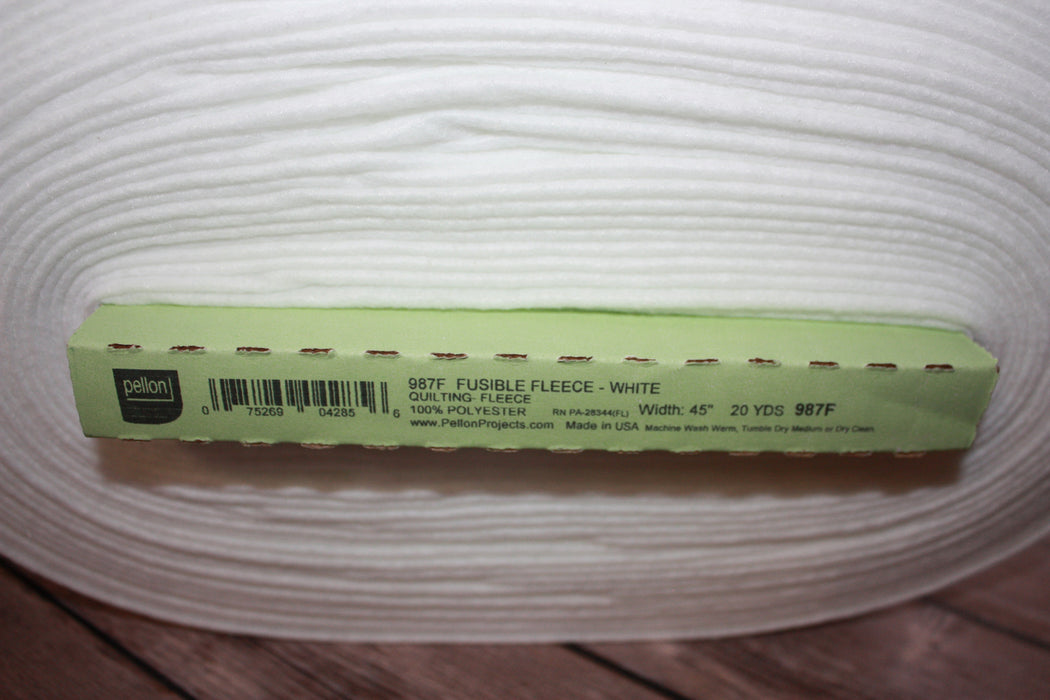 pellon
0 75269 04285 6
987F FUSIBLE FLEECE - WHITE
QUILTING- FLEECE
100% POLYESTER RN PA-28344(FL) Width: 45" 20 YDS 987F
www.PellonProjects.com Made in USA Machine Wash Werm, Tumble Dry Medium or Dry Clean.